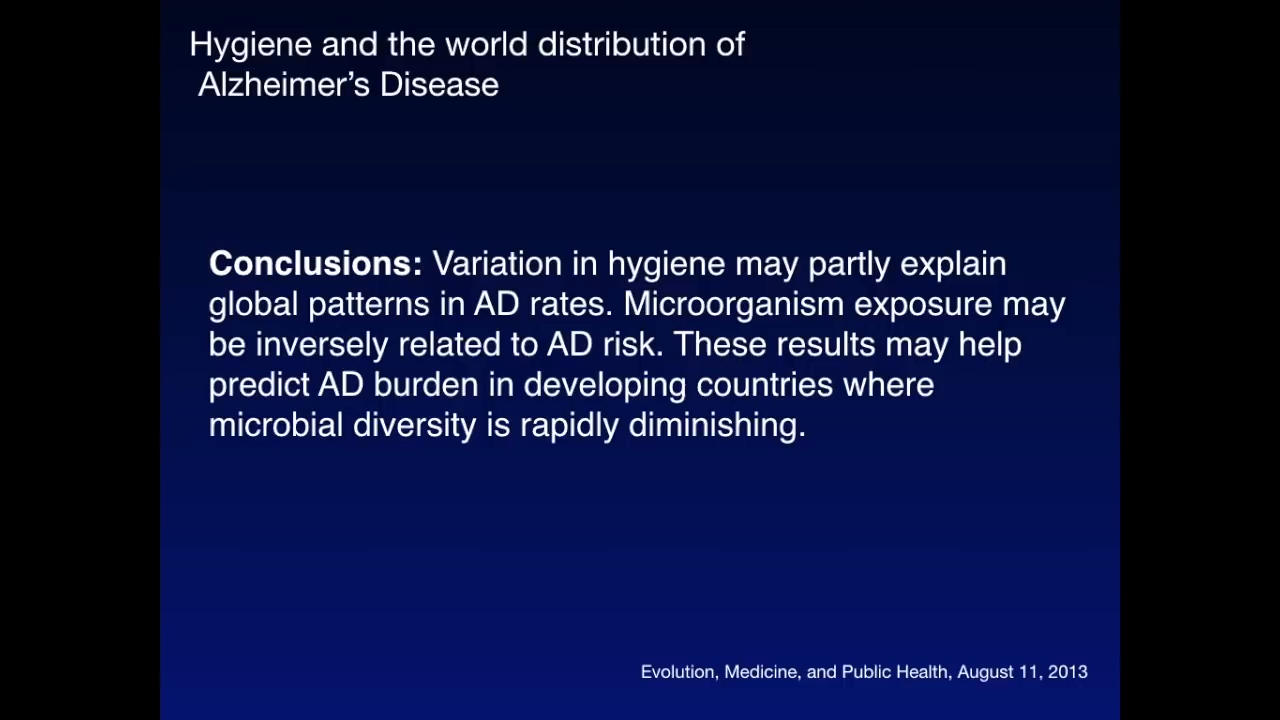 Hygiene and the world distribution of
Alzheimer’s Disease
Conclusions: Variation in hygiene may partly explain
global patterns in AD rates. Microorganism exposure may
be inversely related to AD risk. These results may help
predict AD burden in developing countries where
microbial diversity is rapidly diminishing.
Evolution, Medicine, and Public Health, August 11, 2013